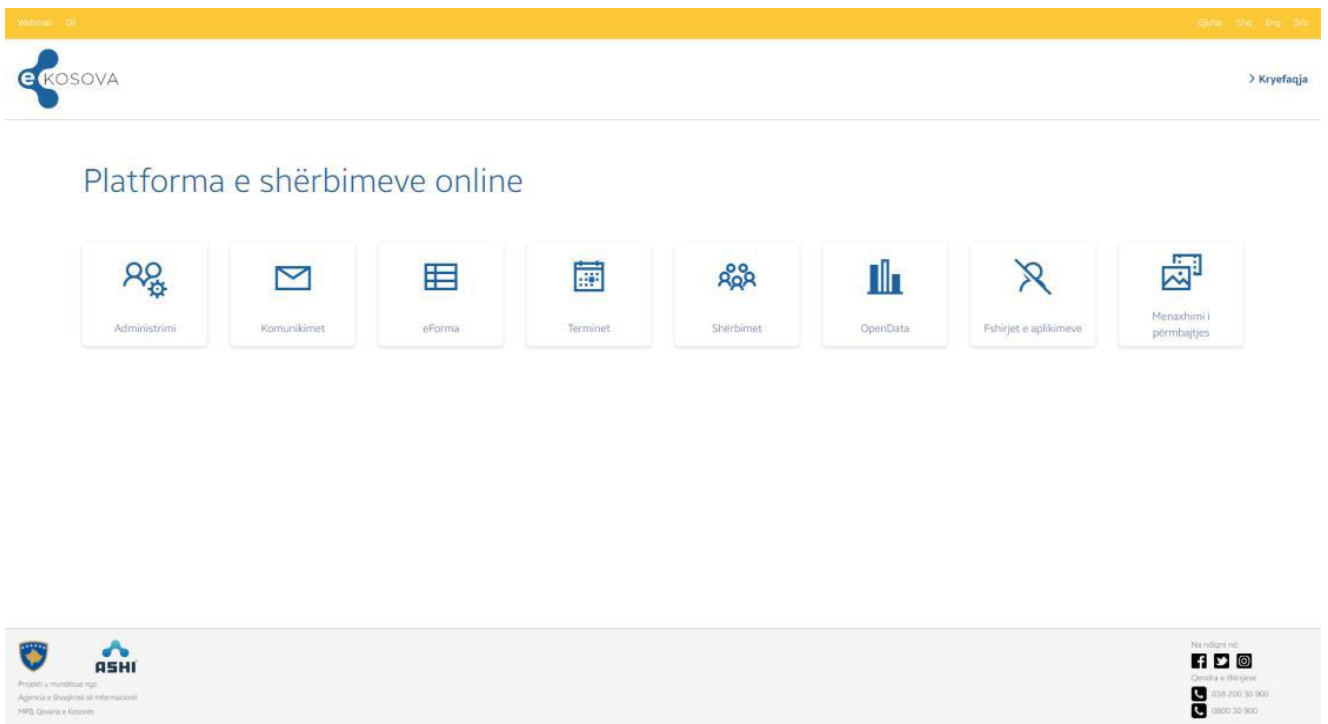 Webmail Dil
Gjuha: Shq Eng Srb
eKOSOVA
> Kryefaqja
Platforma e shërbimeve online
Administrimi
Komunikimet
eForma
Terminet
Shërbimet
OpenData
Fshirjet e aplikimeve
Menaxhimi i
përmbajtjes
ASHI
Projekti u mundësua nga
Agjencia e Shoqërisë së Informacionit
MPB, Qeveria e Kosovës
Na ndiqni në:
Qendra e thirrjeve
038 200 30 900
0800 30 900